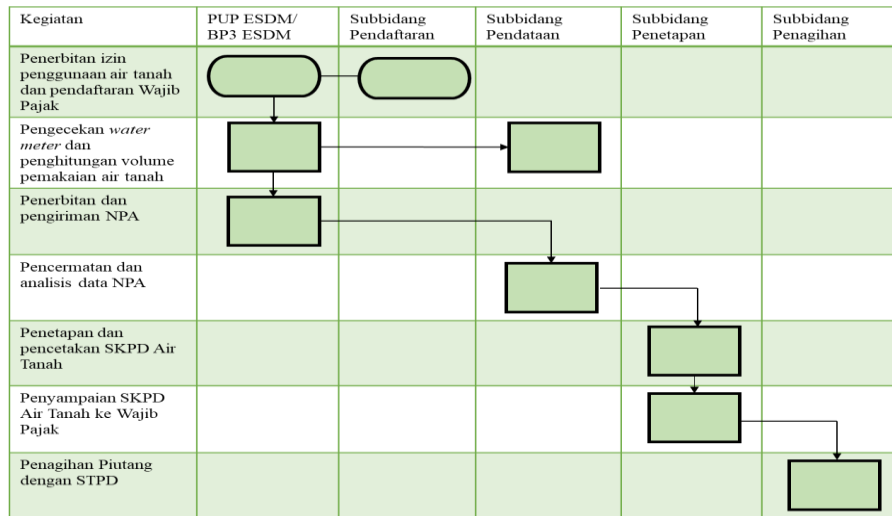 Kegiatan
PUP ESDM/
BP3 ESDM
Subbidang
Pendaftaran
Subbidang
Pendataan
Subbidang
Penetapan
Subbidang
Penagihan
Penerbitan izin
penggunaan air tanah
dan pendaftaran Wajib
Pajak
Pengecekan water
meter dan
penghitungan volume
pemakaian air tanah
Penerbitan dan
pengiriman NPA
Pencermatan dan
analisis data NPA
Penetapan dan
pencetakan SKPD Air
Tanah
Penyampaian SKPD
Air Tanah ke Wajib
Pajak
Penagihan Piutang
dengan STPD